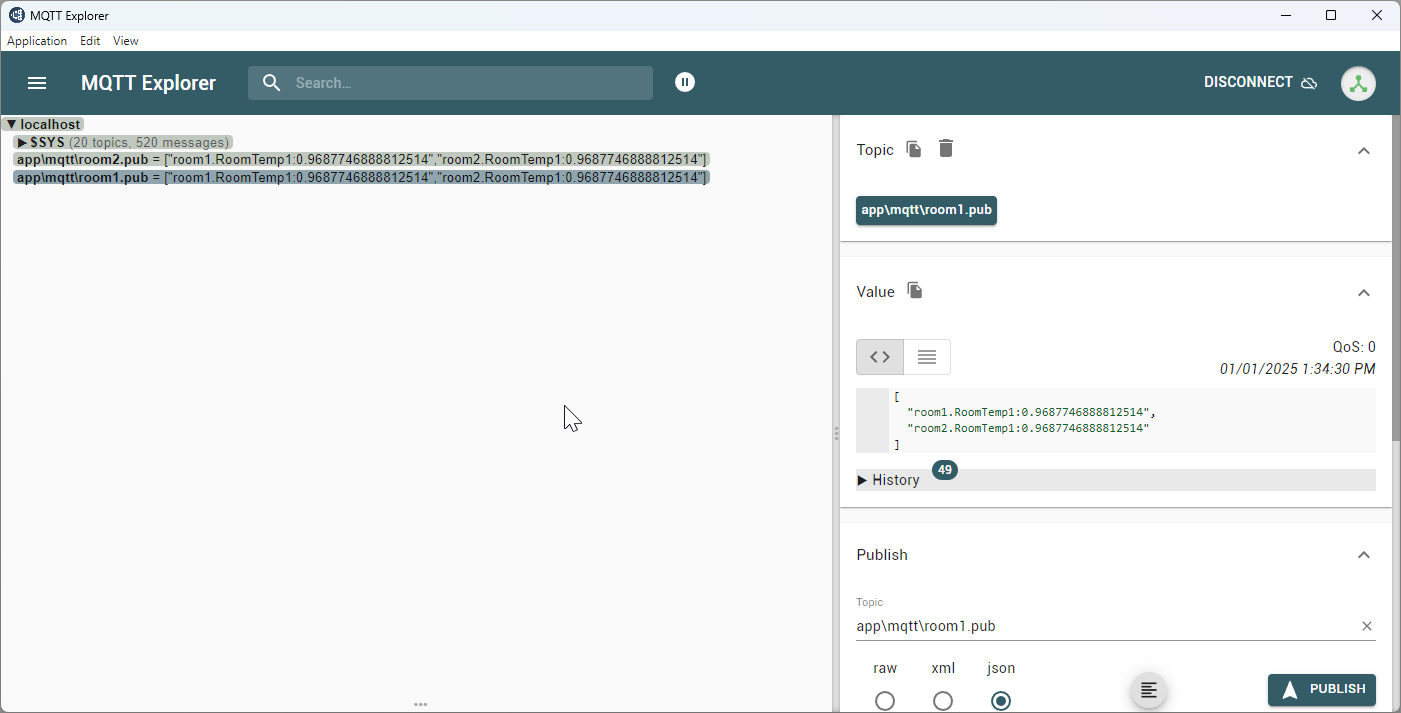 MQTT Explorer
Application Edit View
MQTT Explorer Search... DISCONNECT
▼ localhost
▶ $SYS (20 topics, 520 messages)
app\mqtt\room2.pub = ["room1.RoomTemp1:0.9687746888812514","room2.RoomTemp1:0.9687746888812514"]
app\mqtt\room1.pub = ["room1.RoomTemp1:0.9687746888812514","room2.RoomTemp1:0.9687746888812514"]
Topic
app\mqtt\room1.pub
Value
QoS: 0
01/01/2025 1:34:30 PM
[
"room1.RoomTemp1:0.9687746888812514",
"room2.RoomTemp1:0.9687746888812514"
]
▶ History 49
Publish
Topic
app\mqtt\room1.pub
raw xml json
PUBLISH